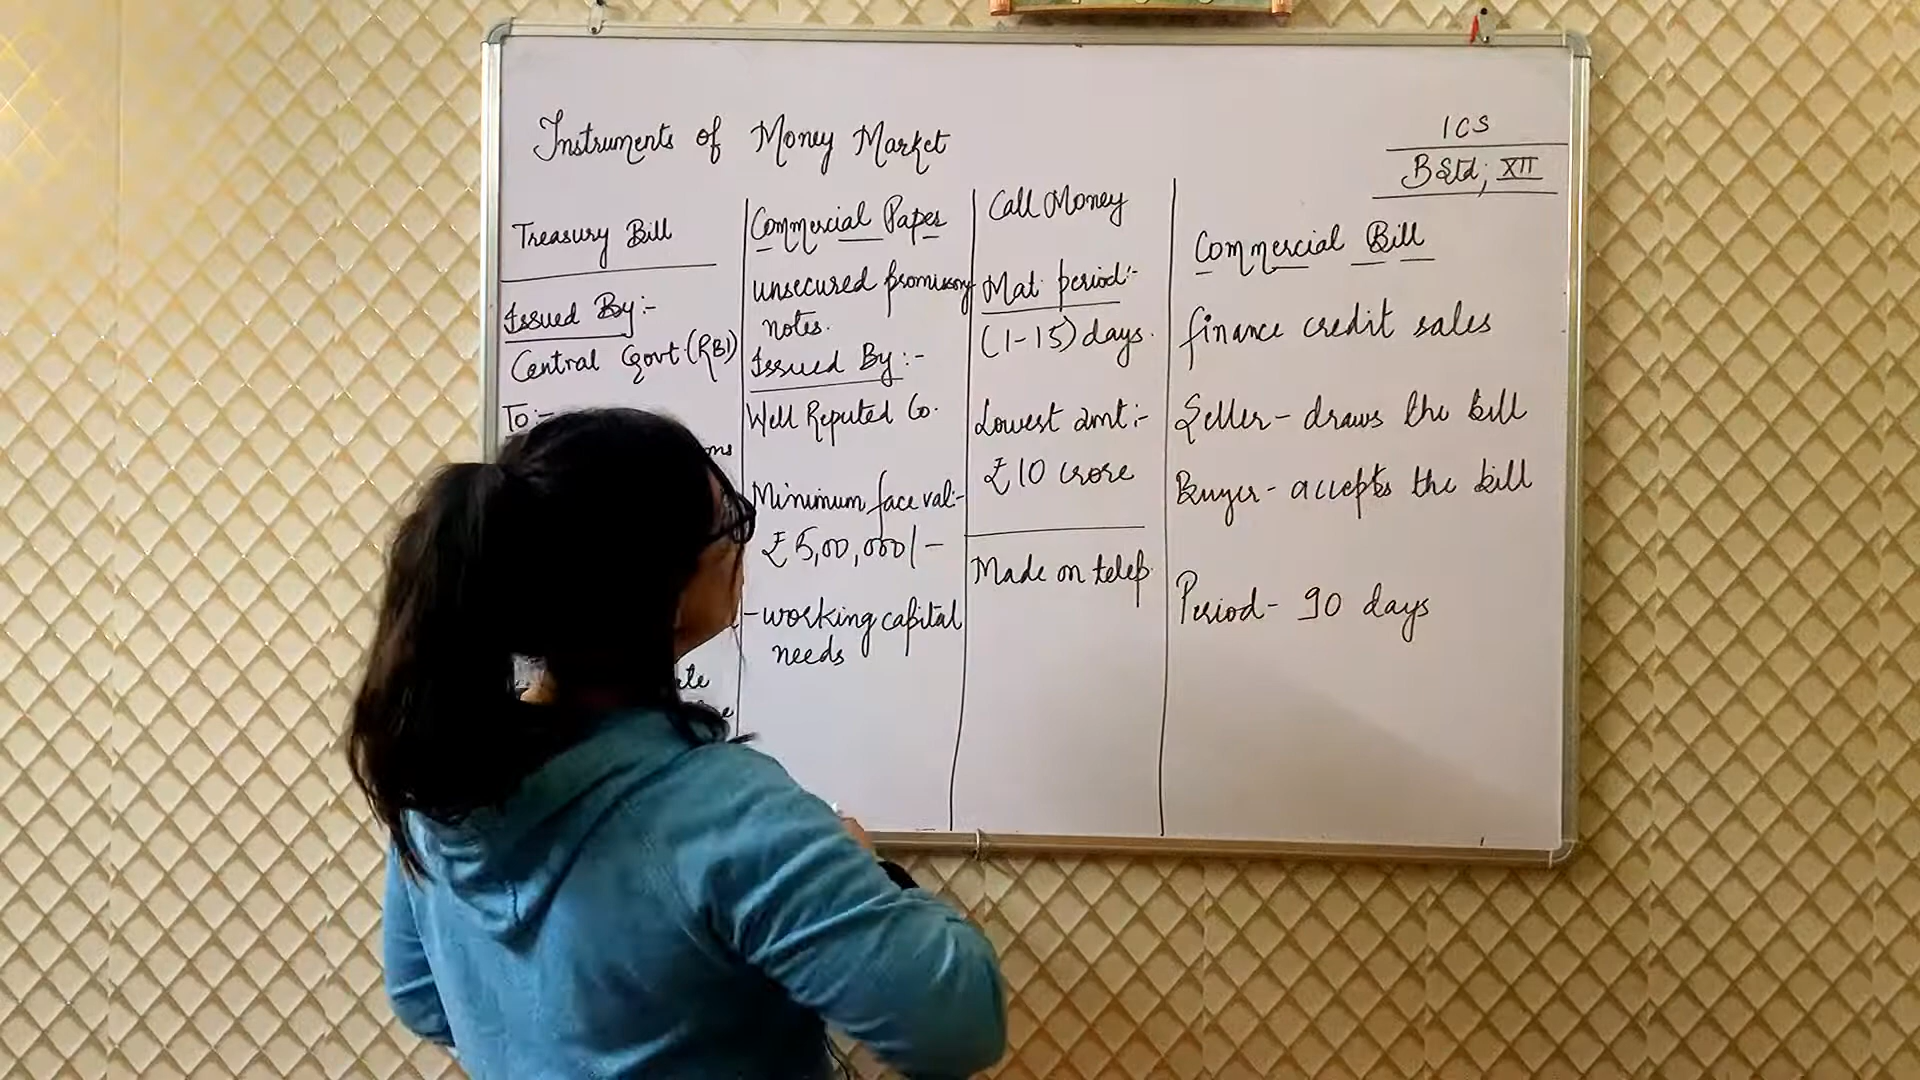 Instruments of Money Market
ICS
BStd; XII
Treasury Bill
Issued By:-
Central Govt.(RBI)
To:-
Commercial Paper
unsecured promissory
notes.
Issued By:-
Well Reputed Co.
Minimum face val:-
₹5,00,000/-
-working capital
needs
Call Money
Mat. period:-
(1-15) days.
Lowest amt:-
₹10 crore
Made on telep.
Commercial Bill
finance credit sales
Seller- draws the bill
Buyer- accepts the bill
Period- 90 days